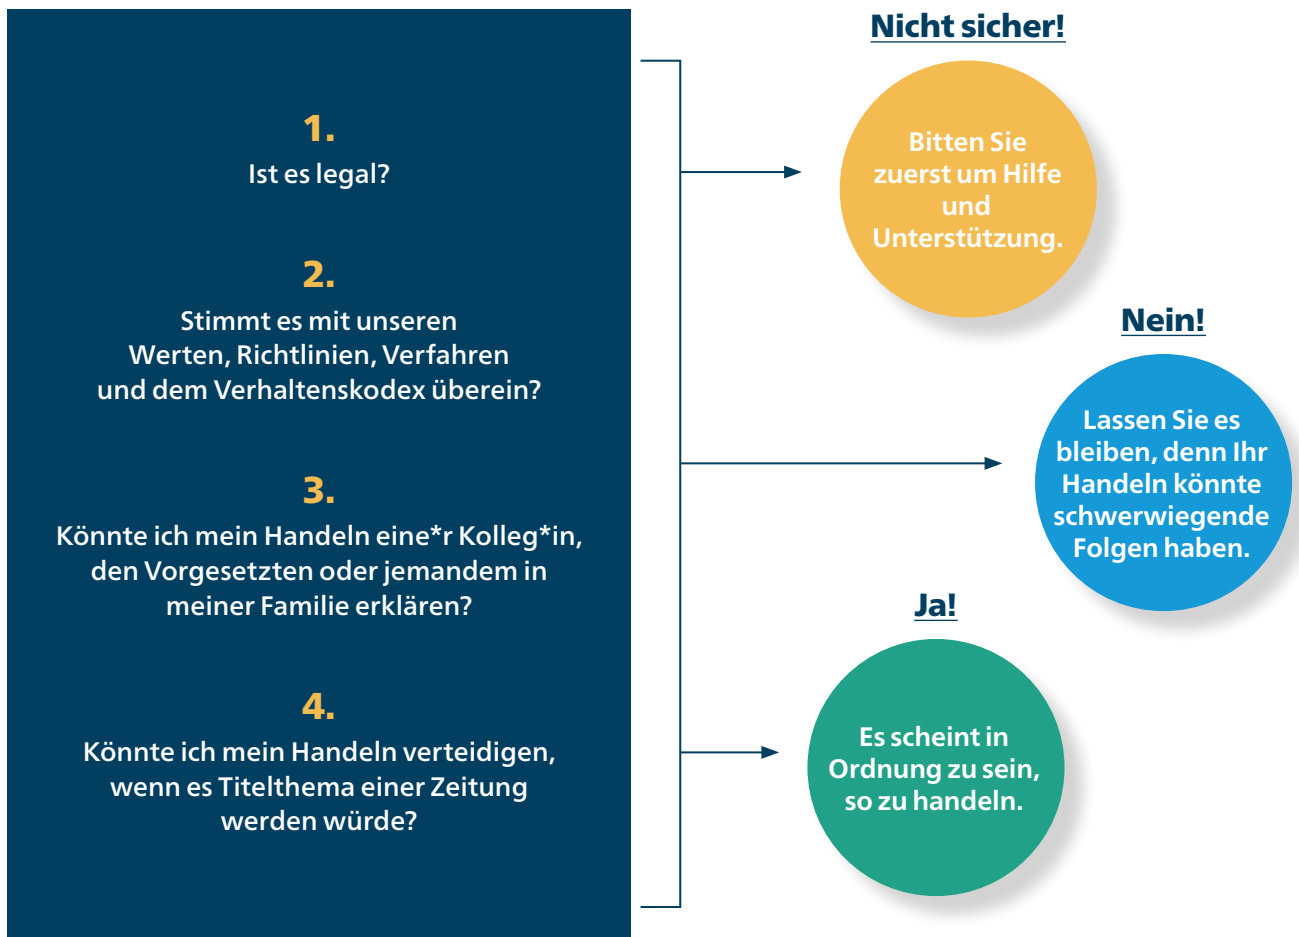 1.
Ist es legal?
2.
Stimmt es mit unseren
Werten, Richtlinien, Verfahren
und dem Verhaltenskodex überein?
3.
Könnte ich mein Handeln eine*r Kolleg*in,
den Vorgesetzten oder jemandem in
meiner Familie erklären?
4.
Könnte ich mein Handeln verteidigen,
wenn es Titelthema einer Zeitung
werden würde?
Nicht sicher!
Bitten Sie
zuerst um Hilfe
und
Unterstützung.
Nein!
Lassen Sie es
bleiben, denn Ihr
Handeln könnte
schwerwiegende
Folgen haben.
Ja!
Es scheint in
Ordnung zu sein,
so zu handeln.